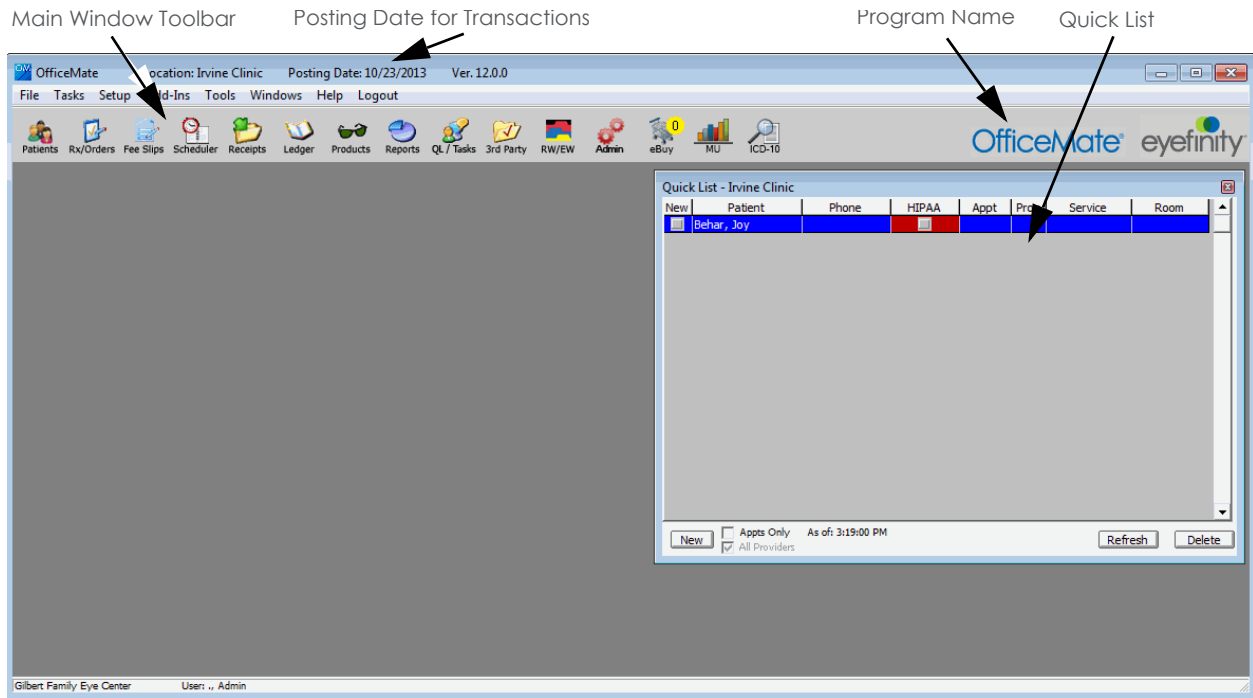 Main Window Toolbar
Posting Date for Transactions
Program Name
Quick List
OfficeMate Location: Irvine Clinic Posting Date: 10/23/2013 Ver. 12.0.0
File Tasks Setup Add-Ins Tools Windows Help Logout
Patients Rx/Orders Fee Slips Scheduler Receipts Ledger Products Reports QL / Tasks 3rd Party RW/EW Admin eBuy 0 MU ICD-10
OfficeMate eyefinity
Quick List - Irvine Clinic
New Patient Phone HIPAA Appt Service Room
Behar, Joy
New Appts Only As of: 3:19:00 PM Refresh Delete
All Providers
Gilbert Family Eye Center User: ., Admin